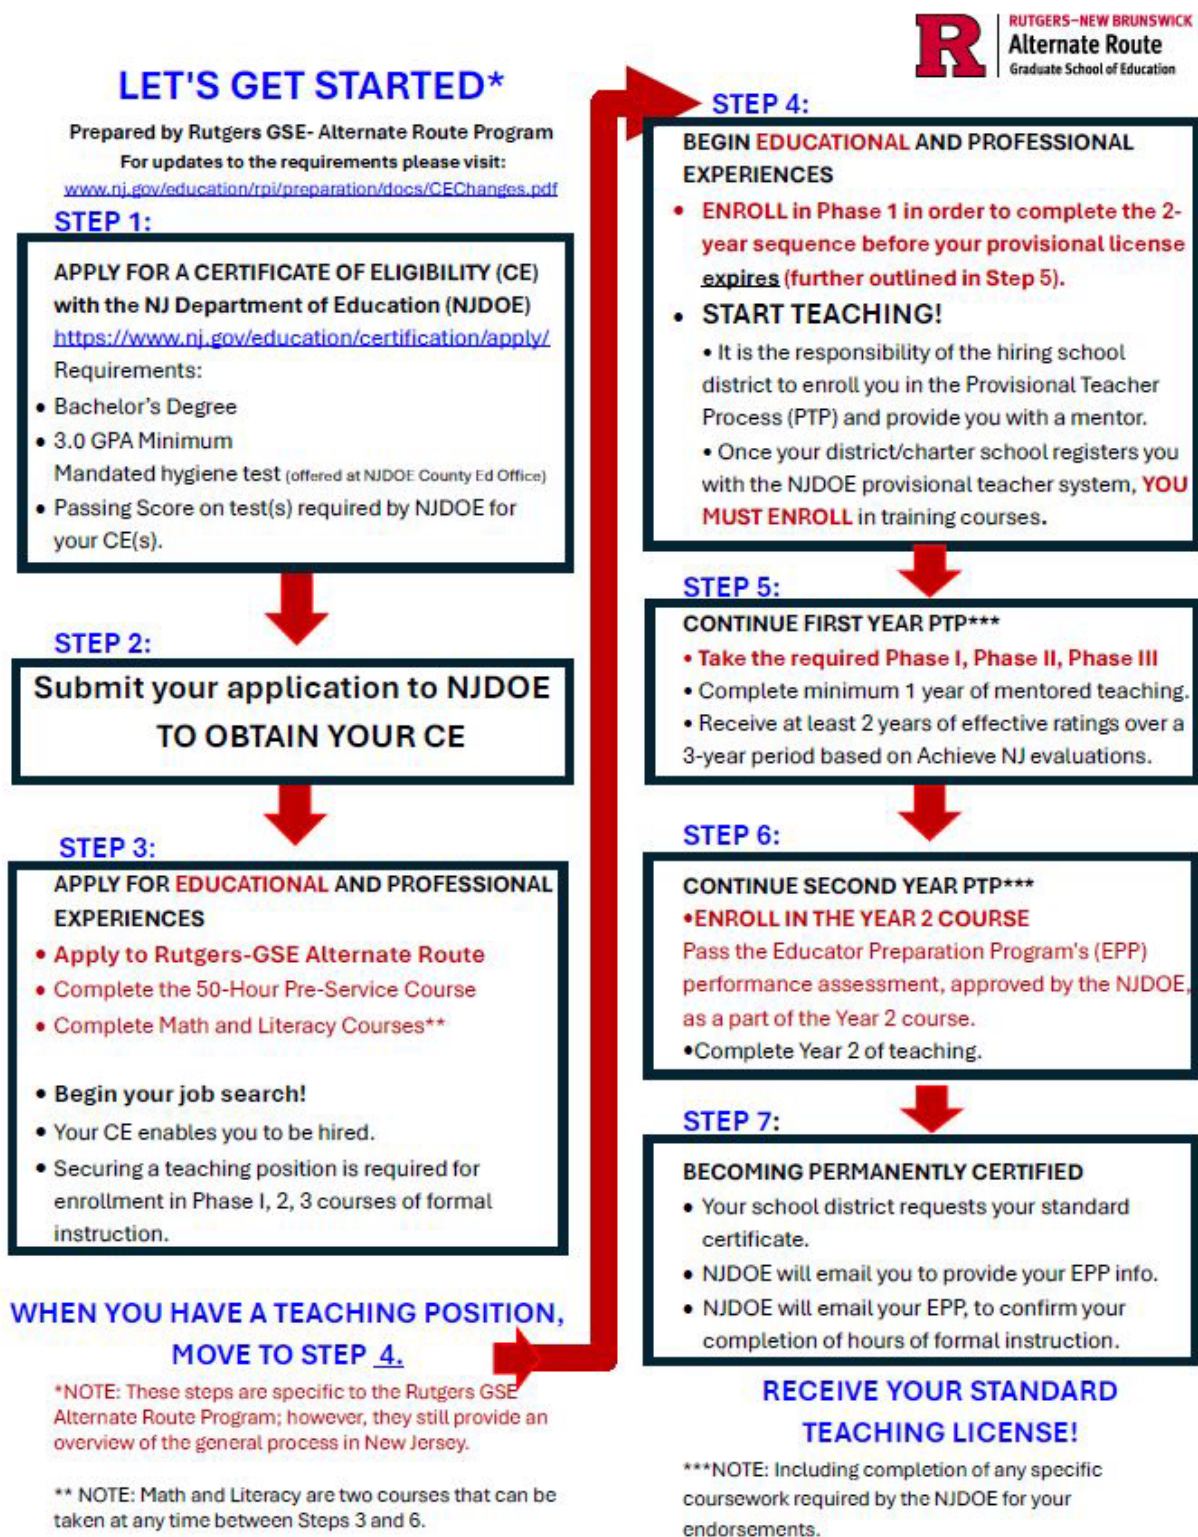 RUTGERS–NEW BRUNSWICK
Alternate Route
Graduate School of Education
LET'S GET STARTED*
Prepared by Rutgers GSE- Alternate Route Program
For updates to the requirements please visit:
www.nj.gov/education/rpi/preparation/docs/CEChanges.pdf
STEP 1:
APPLY FOR A CERTIFICATE OF ELIGIBILITY (CE)
with the NJ Department of Education (NJDOE)
https://www.nj.gov/education/certification/apply/
Requirements:
• Bachelor's Degree
• 3.0 GPA Minimum
Mandated hygiene test (offered at NJDOE County Ed Office)
• Passing Score on test(s) required by NJDOE for
your CE(s).
STEP 2:
Submit your application to NJDOE
TO OBTAIN YOUR CE
STEP 3:
APPLY FOR EDUCATIONAL AND PROFESSIONAL
EXPERIENCES
• Apply to Rutgers-GSE Alternate Route
• Complete the 50-Hour Pre-Service Course
• Complete Math and Literacy Courses**
• Begin your job search!
• Your CE enables you to be hired.
• Securing a teaching position is required for
enrollment in Phase I, 2, 3 courses of formal
instruction.
WHEN YOU HAVE A TEACHING POSITION,
MOVE TO STEP 4.
*NOTE: These steps are specific to the Rutgers GSE
Alternate Route Program; however, they still provide an
overview of the general process in New Jersey.
** NOTE: Math and Literacy are two courses that can be
taken at any time between Steps 3 and 6.
STEP 4:
BEGIN EDUCATIONAL AND PROFESSIONAL
EXPERIENCES
• ENROLL in Phase 1 in order to complete the 2-
year sequence before your provisional license
expires (further outlined in Step 5).
• START TEACHING!
• It is the responsibility of the hiring school
district to enroll you in the Provisional Teacher
Process (PTP) and provide you with a mentor.
• Once your district/charter school registers you
with the NJDOE provisional teacher system, YOU
MUST ENROLL in training courses.
STEP 5:
CONTINUE FIRST YEAR PTP***
• Take the required Phase I, Phase II, Phase III
• Complete minimum 1 year of mentored teaching.
• Receive at least 2 years of effective ratings over a
3-year period based on Achieve NJ evaluations.
STEP 6:
CONTINUE SECOND YEAR PTP***
•ENROLL IN THE YEAR 2 COURSE
Pass the Educator Preparation Program's (EPP)
performance assessment, approved by the NJDOE,
as a part of the Year 2 course.
•Complete Year 2 of teaching.
STEP 7:
BECOMING PERMANENTLY CERTIFIED
• Your school district requests your standard
certificate.
• NJDOE will email you to provide your EPP info.
• NJDOE will email your EPP, to confirm your
completion of hours of formal instruction.
RECEIVE YOUR STANDARD
TEACHING LICENSE!
***NOTE: Including completion of any specific
coursework required by the NJDOE for your
endorsements.